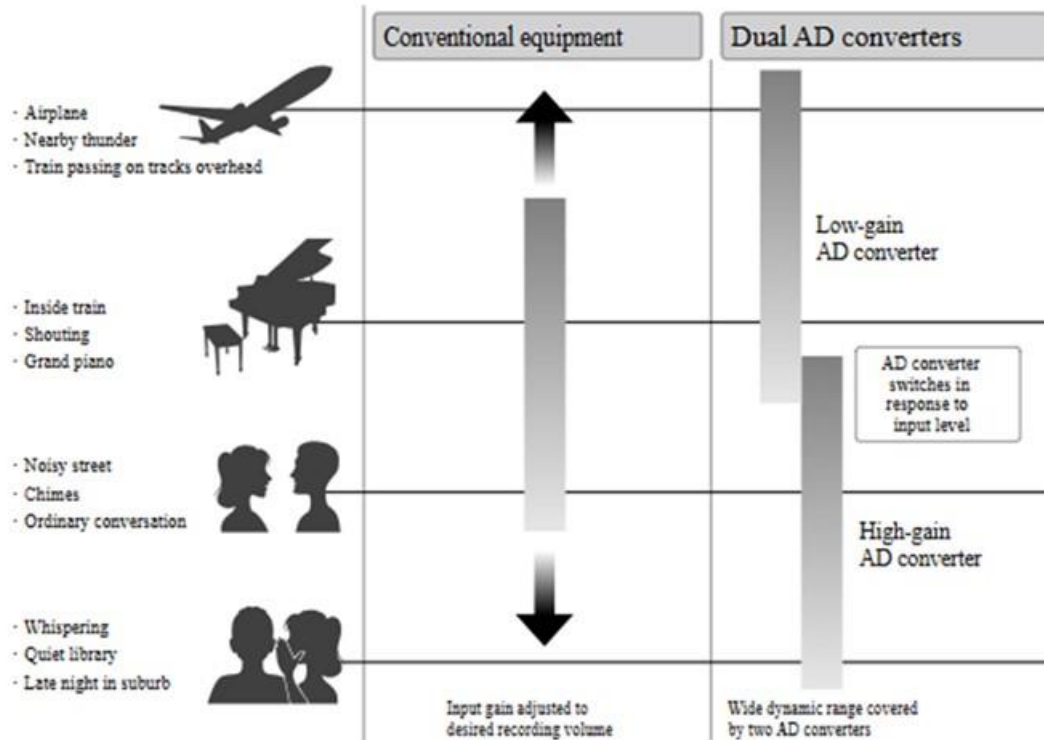 Conventional equipment
Dual AD converters
· Airplane
· Nearby thunder
· Train passing on tracks overhead
Low-gain
AD converter
· Inside train
· Shouting
· Grand piano
AD converter
switches in
response to
input level
· Noisy street
· Chimes
· Ordinary conversation
High-gain
AD converter
· Whispering
· Quiet library
· Late night in suburb
Input gain adjusted to
desired recording volume
Wide dynamic range covered
by two AD converters